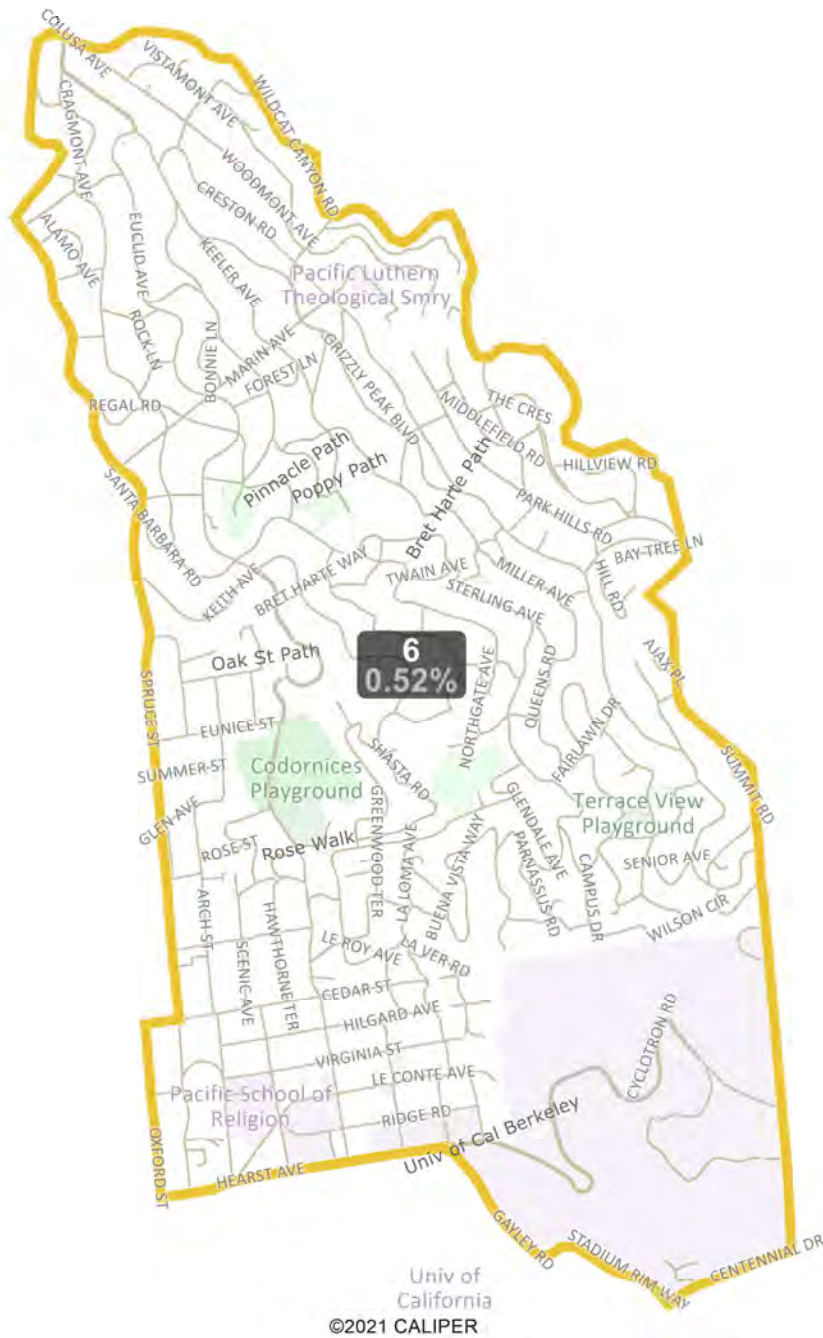 COLUSA AVE
VISTAMONT AVE
WILDCAT CANYON RD
CRAGMONT AVE
WOODMONT AVE
CRESTON RD
ALAMO AVE
EUCLID AVE
KEELER AVE
Pacific Luthern
Theological Smry
ROCK LN
BONNIE LN
MARIN AVE
FOREST LN
GRIZZLY PEAK BLVD
REGAL RD
THE CRES
MIDDLEFIELD RD
HILLVIEW RD
Pinnacle Path
Poppy Path
Bret Harte Path
SANTA BARBARA RD
PARK HILLS RD
BAY TREE LN
KEITH AVE
BRET HARTE WAY
TWAIN AVE
MILLER AVE
STERLING AVE
HILL RD
Oak St Path
6
0.52%
AJAX PL
SPRUCE ST
NORTHGATE AVE
QUEENS RD
EUNICE ST
FAIRLAWN DR
SUMMER ST
Codornices
Playground
SHASTA RD
SUMMIT RD
GLEN AVE
GREENWOOD TER
GLENDALE AVE
Terrace View
Playground
ROSE ST
Rose Walk
LA LOMA AVE
BUENA VISTA WAY
PARNASSUS RD
CAMPUS DR
SENIOR AVE
ARCH ST
SCENIC AVE
HAWTHORNE TER
LE ROY AVE
LA VER RD
WILSON CIR
CEDAR ST
HILGARD AVE
VIRGINIA ST
CYCLOTRON RD
Pacific School of
Religion
LE CONTE AVE
RIDGE RD
Univ of Cal Berkeley
OXFORD ST
HEARST AVE
GAYLEY RD
STADIUM RIM WAY
CENTENNIAL DR
Univ of
California
©2021 CALIPER